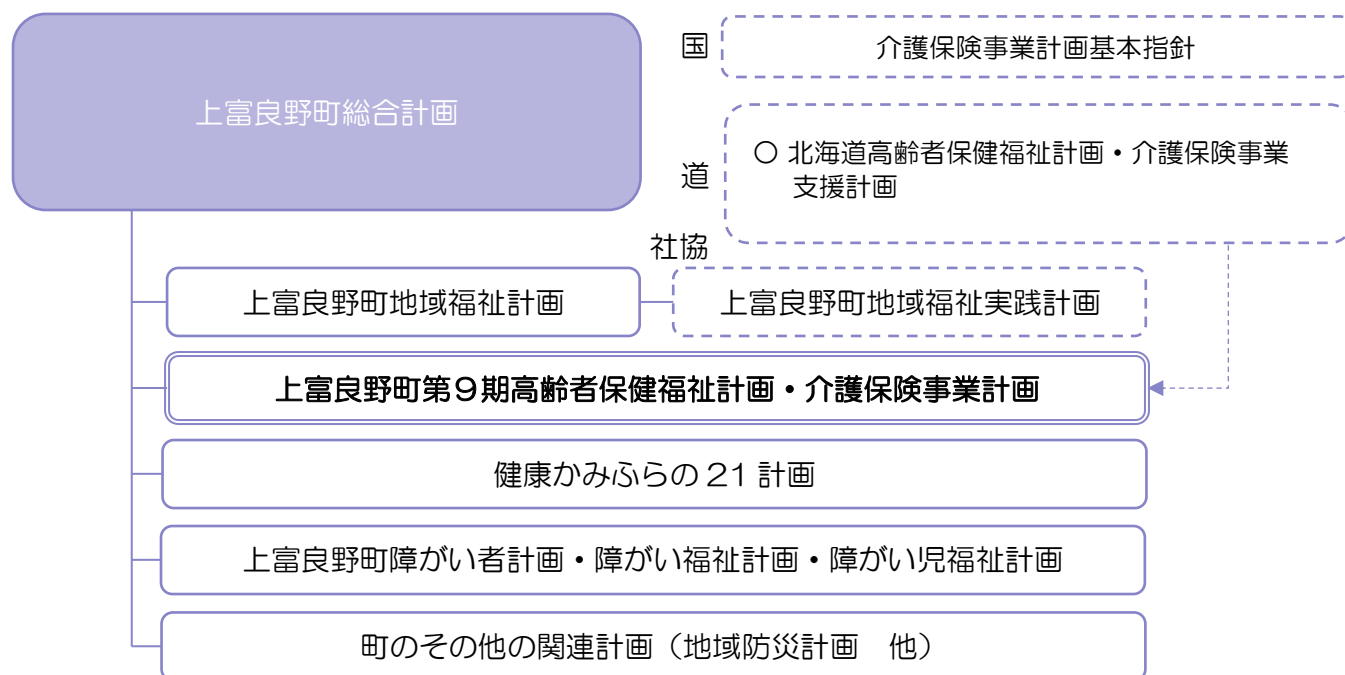 国
介護保険事業計画基本指針
上富良野町総合計画
道
〇 北海道高齢者保健福祉計画・介護保険事業
支援計画
社協
上富良野町地域福祉計画
上富良野町地域福祉実践計画
上富良野町第９期高齢者保健福祉計画・介護保険事業計画
健康かみふらの 21 計画
上富良野町障がい者計画・障がい福祉計画・障がい児福祉計画
町のその他の関連計画（地域防災計画　他）